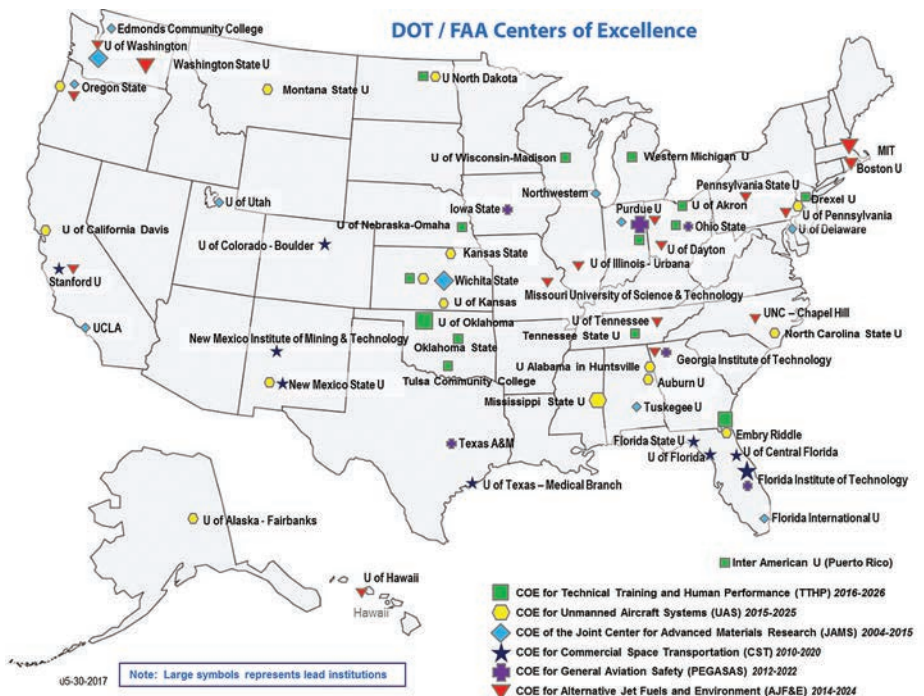 DOT / FAA Centers of Excellence
Edmonds Community College
U of Washington
Washington State U
Oregon State
Montana State U
U North Dakota
U of Wisconsin-Madison
Western Michigan U
MIT
Boston U
Pennsylvania State U
Northwestern
U of Utah
Iowa State
Purdue U
U of Akron
Drexel U
U of Pennsylvania
U of Nebraska-Omaha
Ohio State
U of Delaware
U of California Davis
U of Colorado - Boulder
Kansas State
U of Dayton
U of Illinois - Urbana
Stanford U
Wichita State
Missouri University of Science & Technology
U of Kansas
UNC – Chapel Hill
UCLA
U of Oklahoma
U of Tennessee
Tennessee State U
North Carolina State U
New Mexico Institute of Mining & Technology
Oklahoma State
Georgia Institute of Technology
U Alabama in Huntsville
New Mexico State U
Tulsa Community College
Auburn U
Mississippi State U
Tuskegee U
Embry Riddle
Texas A&M
Florida State U
U of Central Florida
U of Florida
Florida Institute of Technology
U of Texas – Medical Branch
Florida International U
U of Alaska - Fairbanks
Inter American U (Puerto Rico)
U of Hawaii
Hawaii
COE for Technical Training and Human Performance (TTHP) 2016-2026
COE for Unmanned Aircraft Systems (UAS) 2015-2025
COE of the Joint Center for Advanced Materials Research (JAMS) 2004-2015
COE for Commercial Space Transportation (CST) 2010-2020
COE for General Aviation Safety (PEGASAS) 2012-2022
COE for Alternative Jet Fuels and Environment (AJF&E) 2014-2024
Note: Large symbols represents lead institutions
05-30-2017